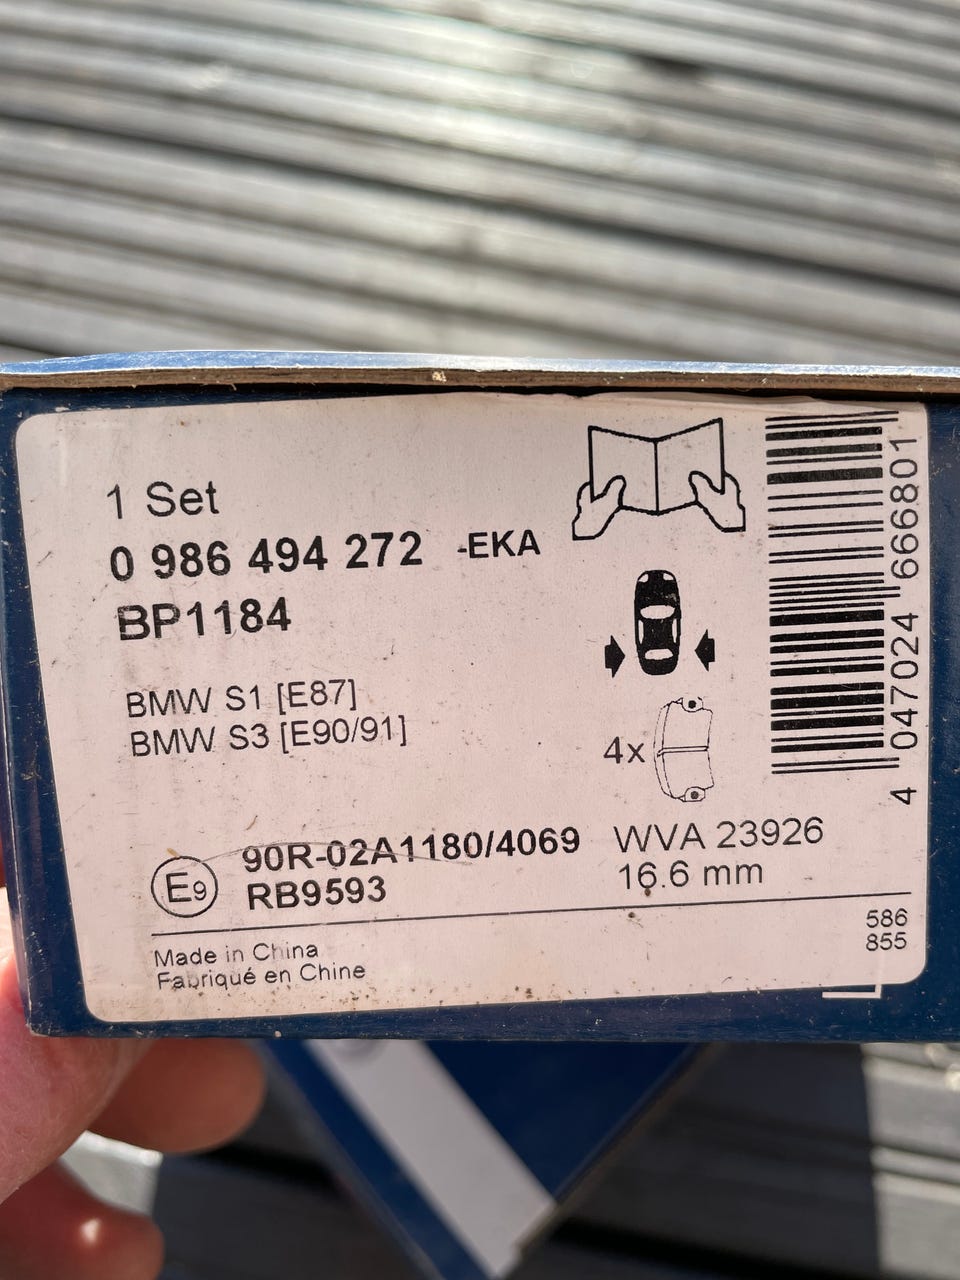 1 Set
0 986 494 272 -EKA
BP1184
BMW S1 [E87]
BMW S3 [E90/91]
4x
E9
90R-02A1180/4069
RB9593
WVA 23926
16.6 mm
Made in China
Fabriqué en Chine
586
855
4 047024 666801